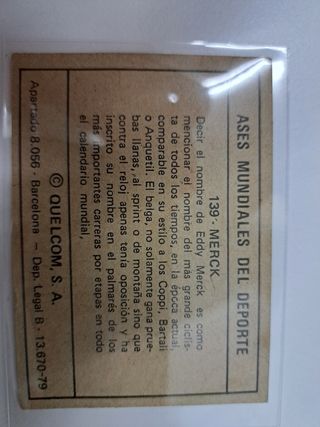 ASES MUNDIALES DEL DEPORTE
139 - MERCK
Decir el nombre de Eddy Merck es como
mencionar el nombre del más grande ciclis-
ta de todos los tiempos, en la época actual,
comparable en su estilo a los Coppi, Bartali
o Anquetil. El belga, no solamente gana prue-
bas llanas, al sprint o de montaña sino que
contra el reloj, apenas tenía oposición y ha
inscrito su nombre en el palmarés de los
más importantes carreras por etapas en todo
el calendario mundial.
© QUELCOM, S. A.
Apartado 8.056 - Barcelona — Dep. Legal B - 13.670-79